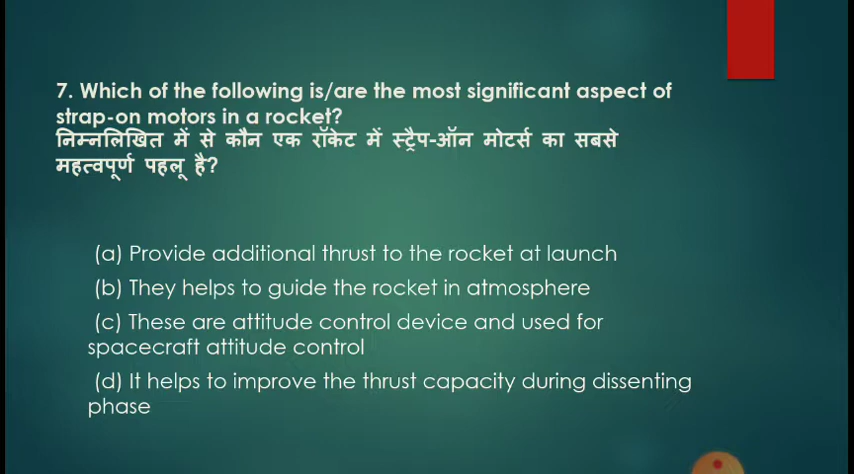 7. Which of the following is/are the most significant aspect of
strap-on motors in a rocket?
निम्नलिखित में से कौन एक रॉकेट में स्ट्रैप-ऑन मोटर्स का सबसे
महत्वपूर्ण पहलू है?
(a) Provide additional thrust to the rocket at launch
(b) They helps to guide the rocket in atmosphere
(c) These are attitude control device and used for
spacecraft attitude control
(d) It helps to improve the thrust capacity during dissenting
phase